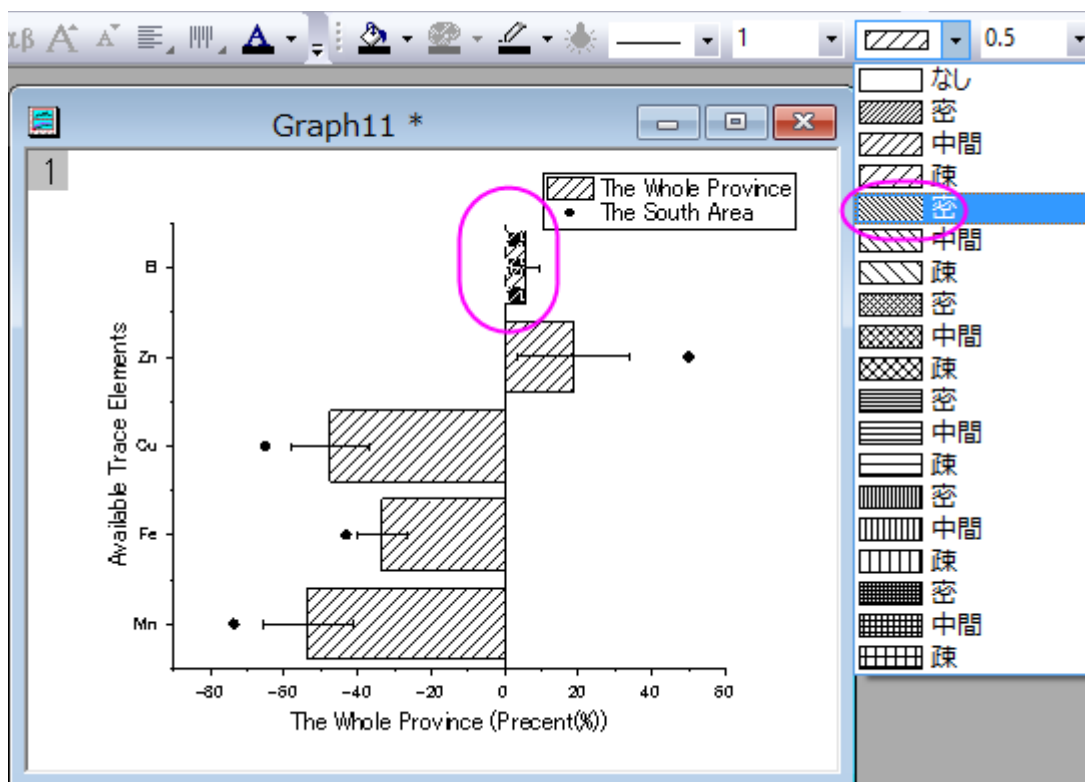 αβ A A A 1 0.5
Graph11 *
1
The Whole Province
The South Area
B
Zn
Cu
Fe
Mn
Available Trace Elements
-80 -60 -40 -20 0 20 40 60
The Whole Province (Precent(%))
なし
密
中間
疎
密
中間
疎
密
中間
疎
密
中間
疎
密
中間
疎
密
中間
疎